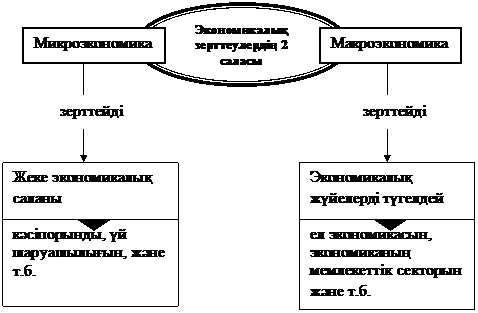 Экономикалық
зерттеулердің 2
саласы
Микроэкономика
Макроэкономика
зерттейді
зерттейді
Жеке экономикалық
саланы
кәсіпорынды, үй
шаруашылығын, және
т.б.
Экономикалық
жүйелерді түгелдей
ел экономикасын,
экономиканың
мемлекеттік секторын
және т.б.